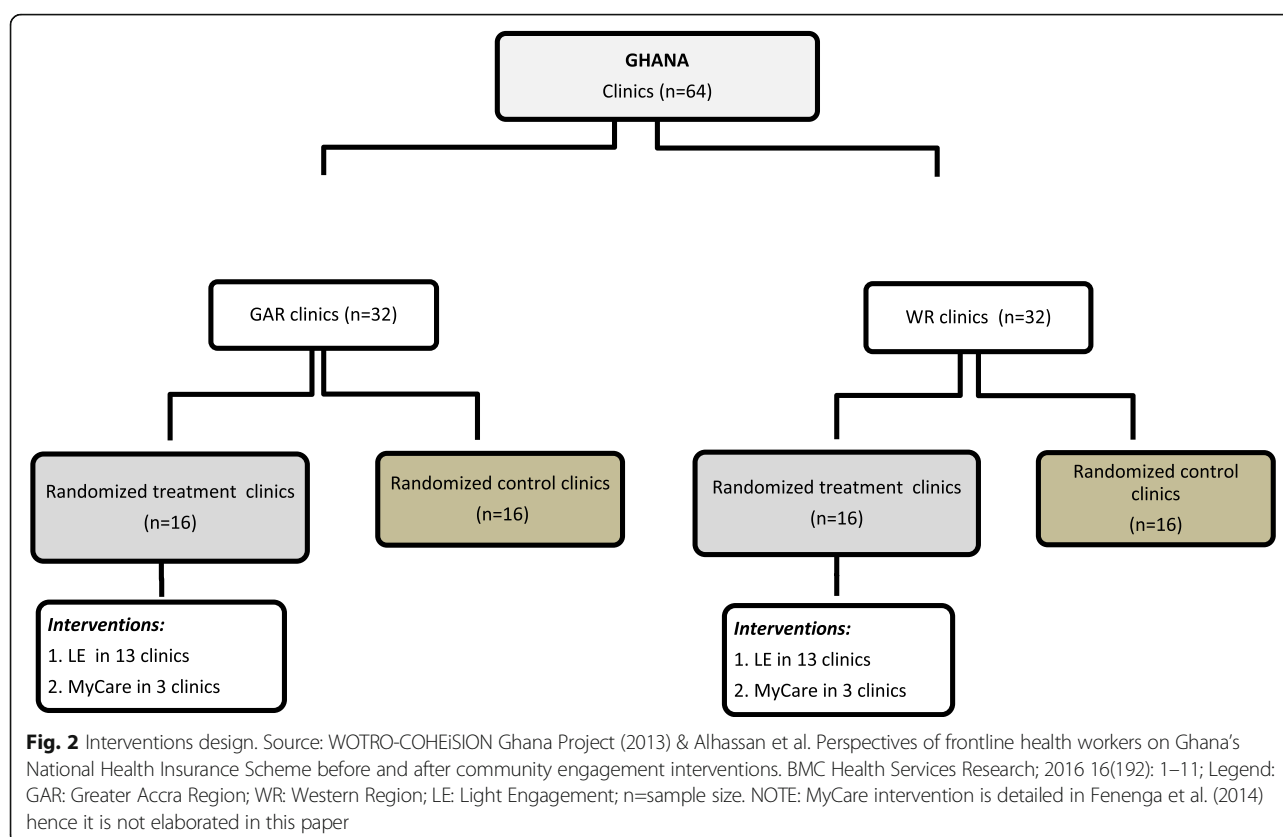 GHANA
Clinics (n=64)
GAR clinics (n=32)
WR clinics (n=32)
Randomized treatment clinics
(n=16)
Randomized control clinics
(n=16)
Randomized treatment clinics
(n=16)
Randomized control
clinics
(n=16)
Interventions:
1. LE in 13 clinics
2. MyCare in 3 clinics
Interventions:
1. LE in 13 clinics
2. MyCare in 3 clinics
Fig. 2 Interventions design. Source: WOTRO-COHEiSION Ghana Project (2013) & Alhassan et al. Perspectives of frontline health workers on Ghana's
National Health Insurance Scheme before and after community engagement interventions. BMC Health Services Research; 2016 16(192): 1–11; Legend:
GAR: Greater Accra Region; WR: Western Region; LE: Light Engagement; n=sample size. NOTE: MyCare intervention is detailed in Fenenga et al. (2014)
hence it is not elaborated in this paper